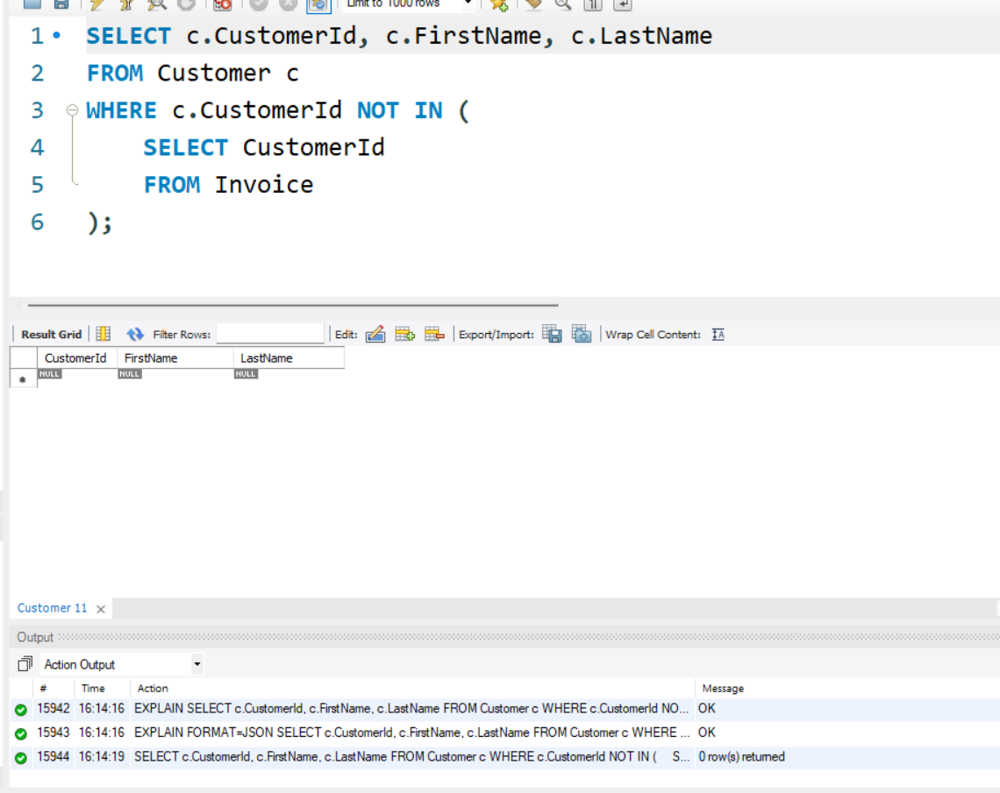 Limit to 1000 rows
1 SELECT c.CustomerId, c.FirstName, c.LastName
2 FROM Customer c
3 WHERE c.CustomerId NOT IN (
4 SELECT CustomerId
5 FROM Invoice
6 );
Result Grid Filter Rows: Edit: Export/Import: Wrap Cell Content: IA
CustomerId FirstName LastName
NULL NULL NULL
Customer 11
Output
Action Output
# Time Action Message
15942 16:14:16 EXPLAIN SELECT c.CustomerId, c.FirstName, c.LastName FROM Customer c WHERE c.CustomerId NO... OK
15943 16:14:16 EXPLAIN FORMAT=JSON SELECT c.CustomerId, c.FirstName, c.LastName FROM Customer c WHERE ... OK
15944 16:14:19 SELECT c.CustomerId, c.FirstName, c.LastName FROM Customer c WHERE c.CustomerId NOT IN ( S... 0 row(s) returned